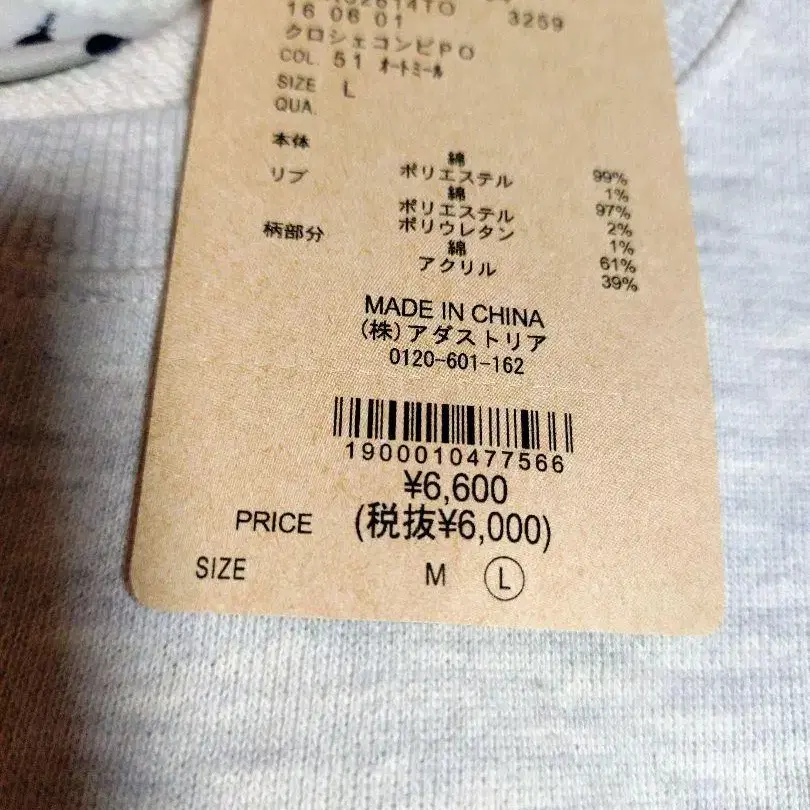 16 06 01 3259
クロシェコンビPO
COL. 51 オートミール
SIZE L
QUA.
本体 綿 99%
ポリエステル 1%
リブ 綿 97%
ポリエステル 2%
ポリウレタン 1%
柄部分 綿 61%
アクリル 39%
MADE IN CHINA
(株)アダストリア
0120-601-162
1900010477566
¥6,600
PRICE (税抜¥6,000)
SIZE M L